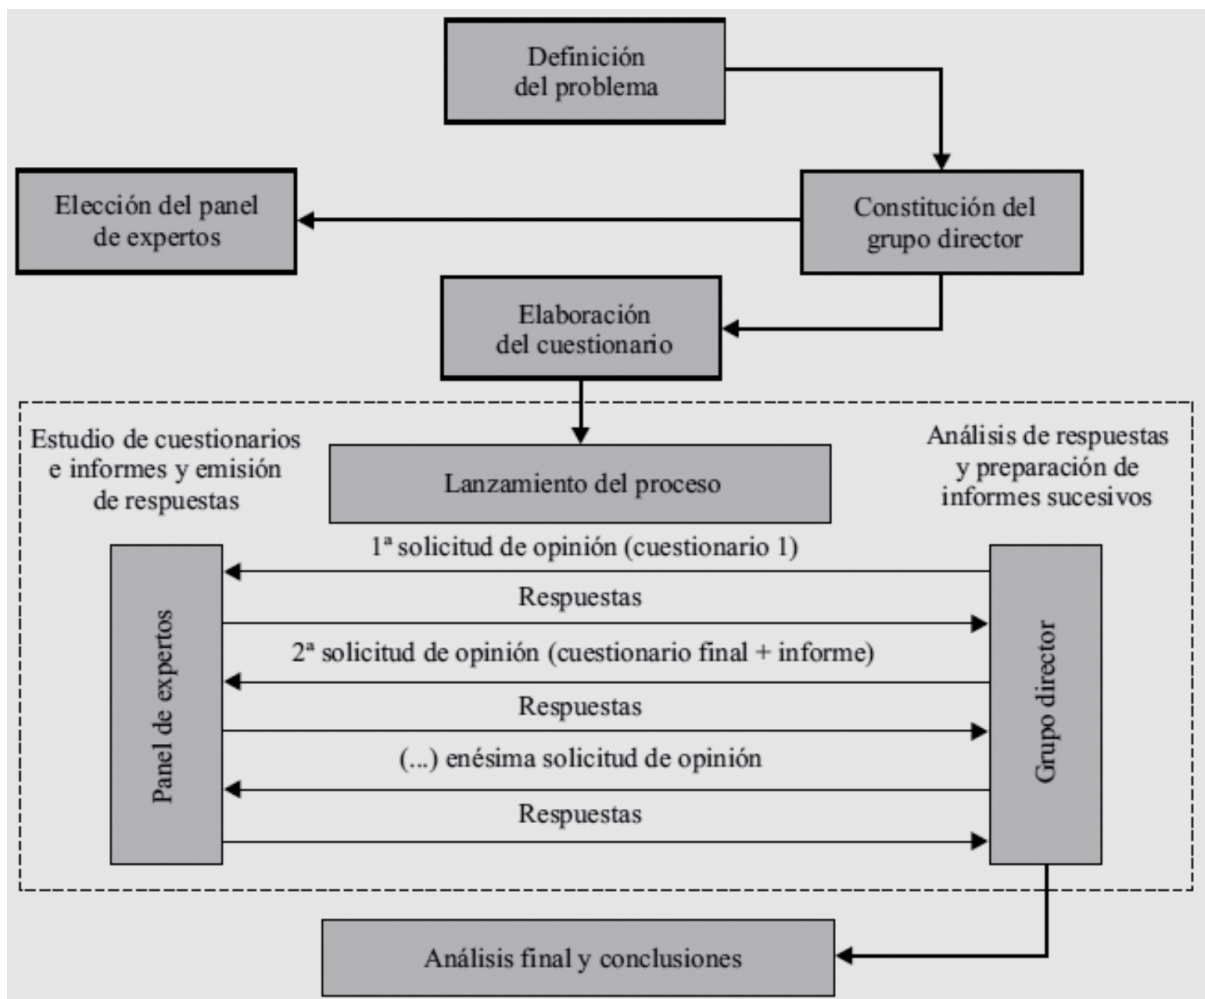 Definición
del problema
Elección del panel
de expertos
Constitución del
grupo director
Elaboración
del cuestionario
Estudio de cuestionarios
e informes y emisión
de respuestas
Lanzamiento del proceso
Análisis de respuestas
y preparación de
informes sucesivos
1ª solicitud de opinión (cuestionario 1)
Respuestas
2ª solicitud de opinión (cuestionario final + informe)
Respuestas
(...) enésima solicitud de opinión
Respuestas
Panel de expertos
Grupo director
Análisis final y conclusiones